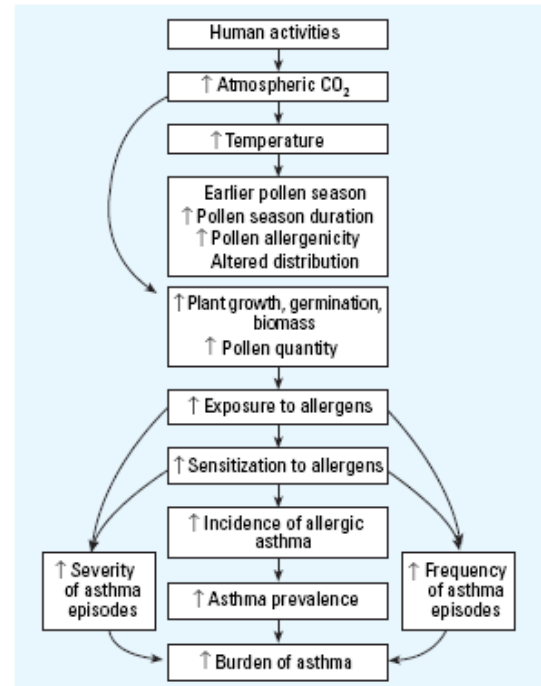 Human activities
↑ Atmospheric CO₂
↑ Temperature
Earlier pollen season
↑ Pollen season duration
↑ Pollen allergenicity
Altered distribution
↑ Plant growth, germination,
biomass
↑ Pollen quantity
↑ Exposure to allergens
↑ Sensitization to allergens
↑ Incidence of allergic
asthma
↑ Severity
of asthma
episodes
↑ Asthma prevalence
↑ Frequency
of asthma
episodes
↑ Burden of asthma